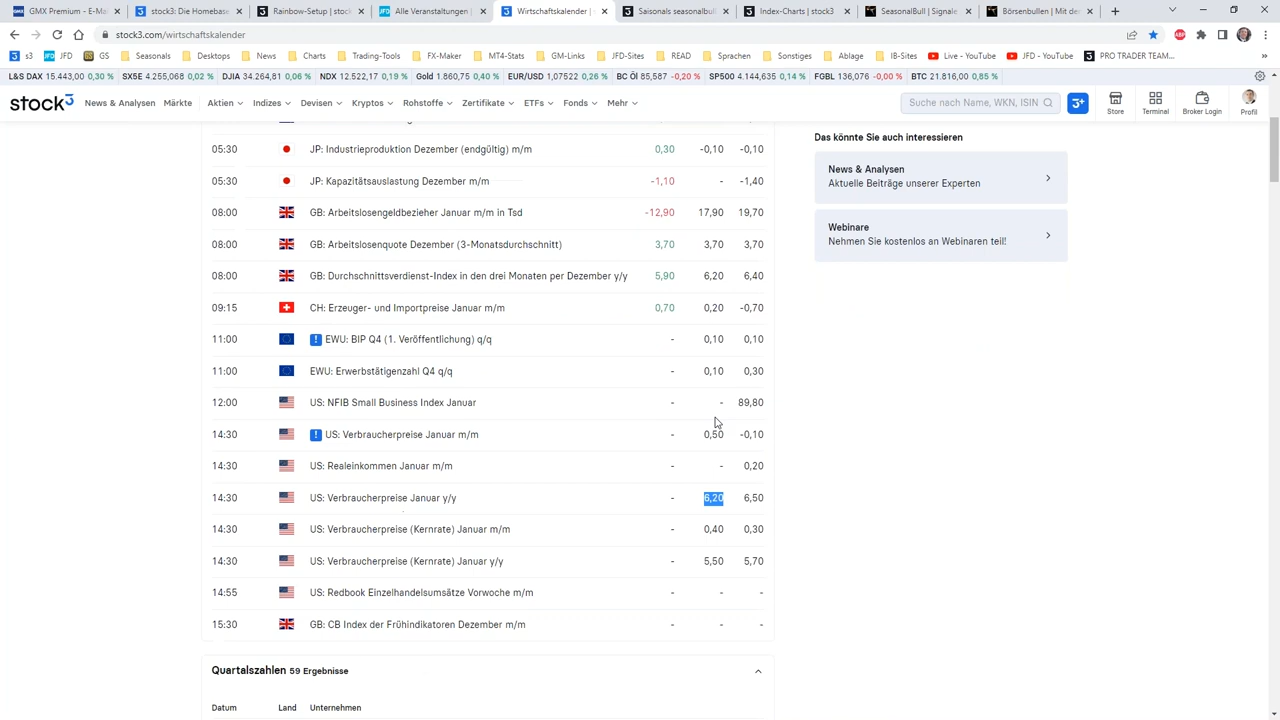 GMX Premium - E-Ma
stock3: Die Homebase
Rainbow-Setup | stoc
Alle Veranstaltungen |
Wirtschaftskalender |
Saisonals seasonalbull
Index-Charts | stock3
SeasonalBull | Signale
Börsenbullen | Mit de
stock3.com/wirtschaftskalender
s3 JFD GS Seasonals Desktops News Charts Trading-Tools FX-Maker MT4-Stats GM-Links JFD-Sites READ Sprachen Sonstiges Ablage IB-Sites Live - YouTube JFD - YouTube PRO TRADER TEAM...
L&S DAX 15.443,00 0,30 % SX5E 4.255,068 0,02 % DJIA 34.264,81 0,06 % NDX 12.522,17 0,19 % Gold 1.860,75 0,40 % EUR/USD 1,07522 0,26 % BC Öl 85,587 -0,20 % SP500 4.144,635 0,14 % FGBL 136,076 -0,00 % BTC 21.816,00 0,85 %
stock3 News & Analysen Märkte Aktien Indizes Devisen Kryptos Rohstoffe Zertifikate ETFs Fonds Mehr Suche nach Name, WKN, ISIN Store Terminal Broker Login Profil
05:30 JP: Industrieproduktion Dezember (endgültig) m/m 0,30 -0,10 -0,10
05:30 JP: Kapazitätsauslastung Dezember m/m -1,10 - -1,40
08:00 GB: Arbeitslosengeldbezieher Januar m/m in Tsd -12,90 17,90 19,70
08:00 GB: Arbeitslosenquote Dezember (3-Monatsdurchschnitt) 3,70 3,70 3,70
08:00 GB: Durchschnittsverdienst-Index in den drei Monaten per Dezember y/y 5,90 6,20 6,40
09:15 CH: Erzeuger- und Importpreise Januar m/m 0,70 0,20 -0,70
11:00 ! EWU: BIP Q4 (1. Veröffentlichung) q/q - 0,10 0,10
11:00 EWU: Erwerbstätigenzahl Q4 q/q - 0,10 0,30
12:00 US: NFIB Small Business Index Januar - - 89,80
14:30 ! US: Verbraucherpreise Januar m/m - 0,50 -0,10
14:30 US: Realeinkommen Januar m/m - - 0,20
14:30 US: Verbraucherpreise Januar y/y - 6,20 6,50
14:30 US: Verbraucherpreise (Kernrate) Januar m/m - 0,40 0,30
14:30 US: Verbraucherpreise (Kernrate) Januar y/y - 5,50 5,70
14:55 US: Redbook Einzelhandelsumsätze Vorwoche m/m - - -
15:30 GB: CB Index der Frühindikatoren Dezember m/m - - -
Quartalszahlen 59 Ergebnisse
Datum Land Unternehmen
Das könnte Sie auch interessieren
News & Analysen
Aktuelle Beiträge unserer Experten
Webinare
Nehmen Sie kostenlos an Webinaren teil!